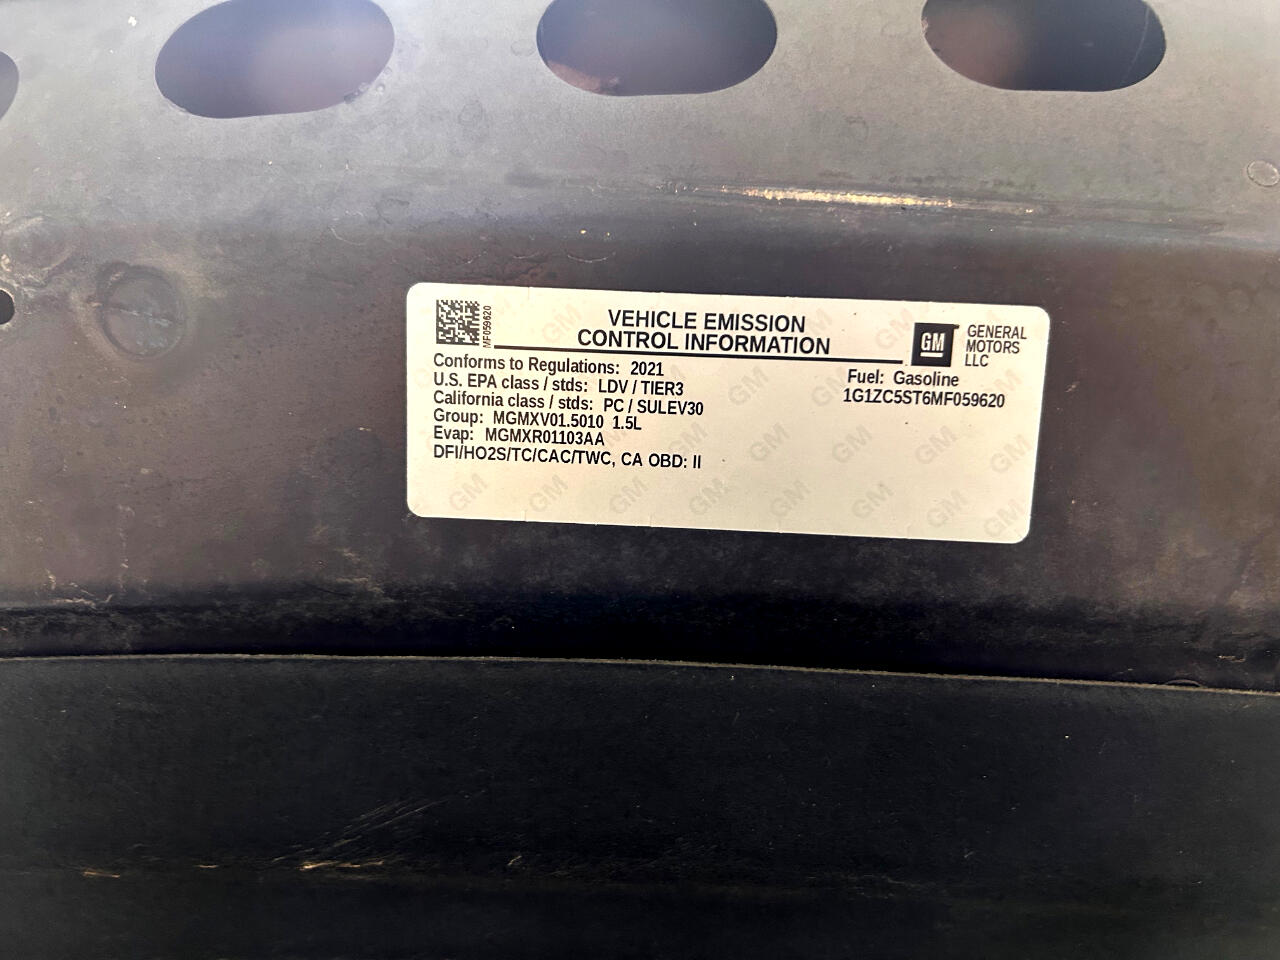 MF059620
VEHICLE EMISSION
CONTROL INFORMATION
GM
GENERAL
MOTORS
LLC
Conforms to Regulations: 2021
U.S. EPA class / stds: LDV / TIER3
California class / stds: PC / SULEV30
Group: MGMXV01.5010 1.5L
Evap: MGMXR01103AA
DFI/HO2S/TC/CAC/TWC, CA OBD: II
Fuel: Gasoline
1G1ZC5ST6MF059620